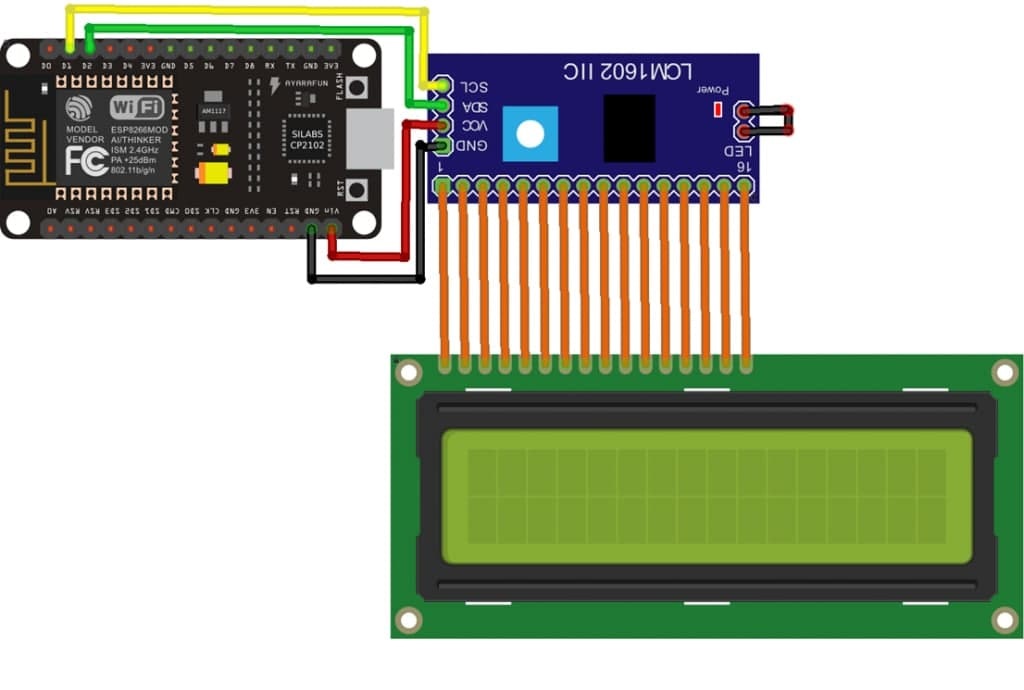 D0 D1 D2 D3 D4 3V3 GND D5 D6 D7 D8 RX TX GND 3V3
FLASH
AYARAFUN
WiFi
MODEL
VENDOR
FC
ESP8266MOD
AI/THINKER
ISM 2.4GHz
PA +25dBm
802.11b/g/n
AM1117
SILABS
CP2102
RST
A0 RSV RSV SD3 SD2 SD1 CMD SD0 CLK GND 3V3 EN RST GND Vin
LCM1602 IIC
SCL
SDA
VCC
GND
Power
LED
1
16